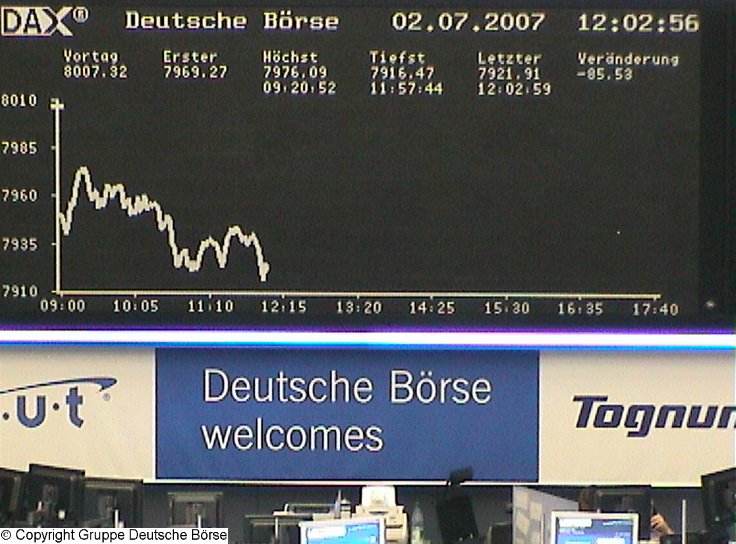 DAX® Deutsche Börse 02.07.2007 12:02:56
Vortag Erster Höchst Tiefst Letzter Veränderung
8007.32 7969.27 7976.09 7916.47 7921.91 -85.53
09:20:52 11:57:44 12:02:59
8010
7985
7960
7935
7910
09:00 10:05 11:10 12:15 13:20 14:25 15:30 16:35 17:40
.u.t® Deutsche Börse Tognum
welcomes
© Copyright Gruppe Deutsche Börse